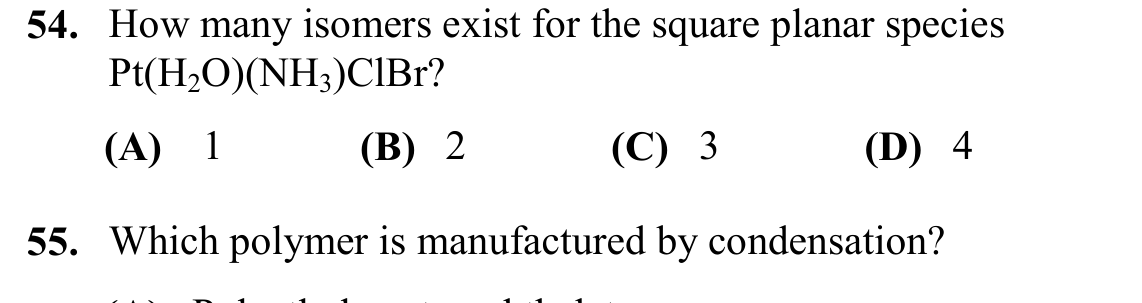 54. How many isomers exist for the square planar species
Pt(H₂O)(NH₃)ClBr?
(A) 1 (B) 2 (C) 3 (D) 4
55. Which polymer is manufactured by condensation?